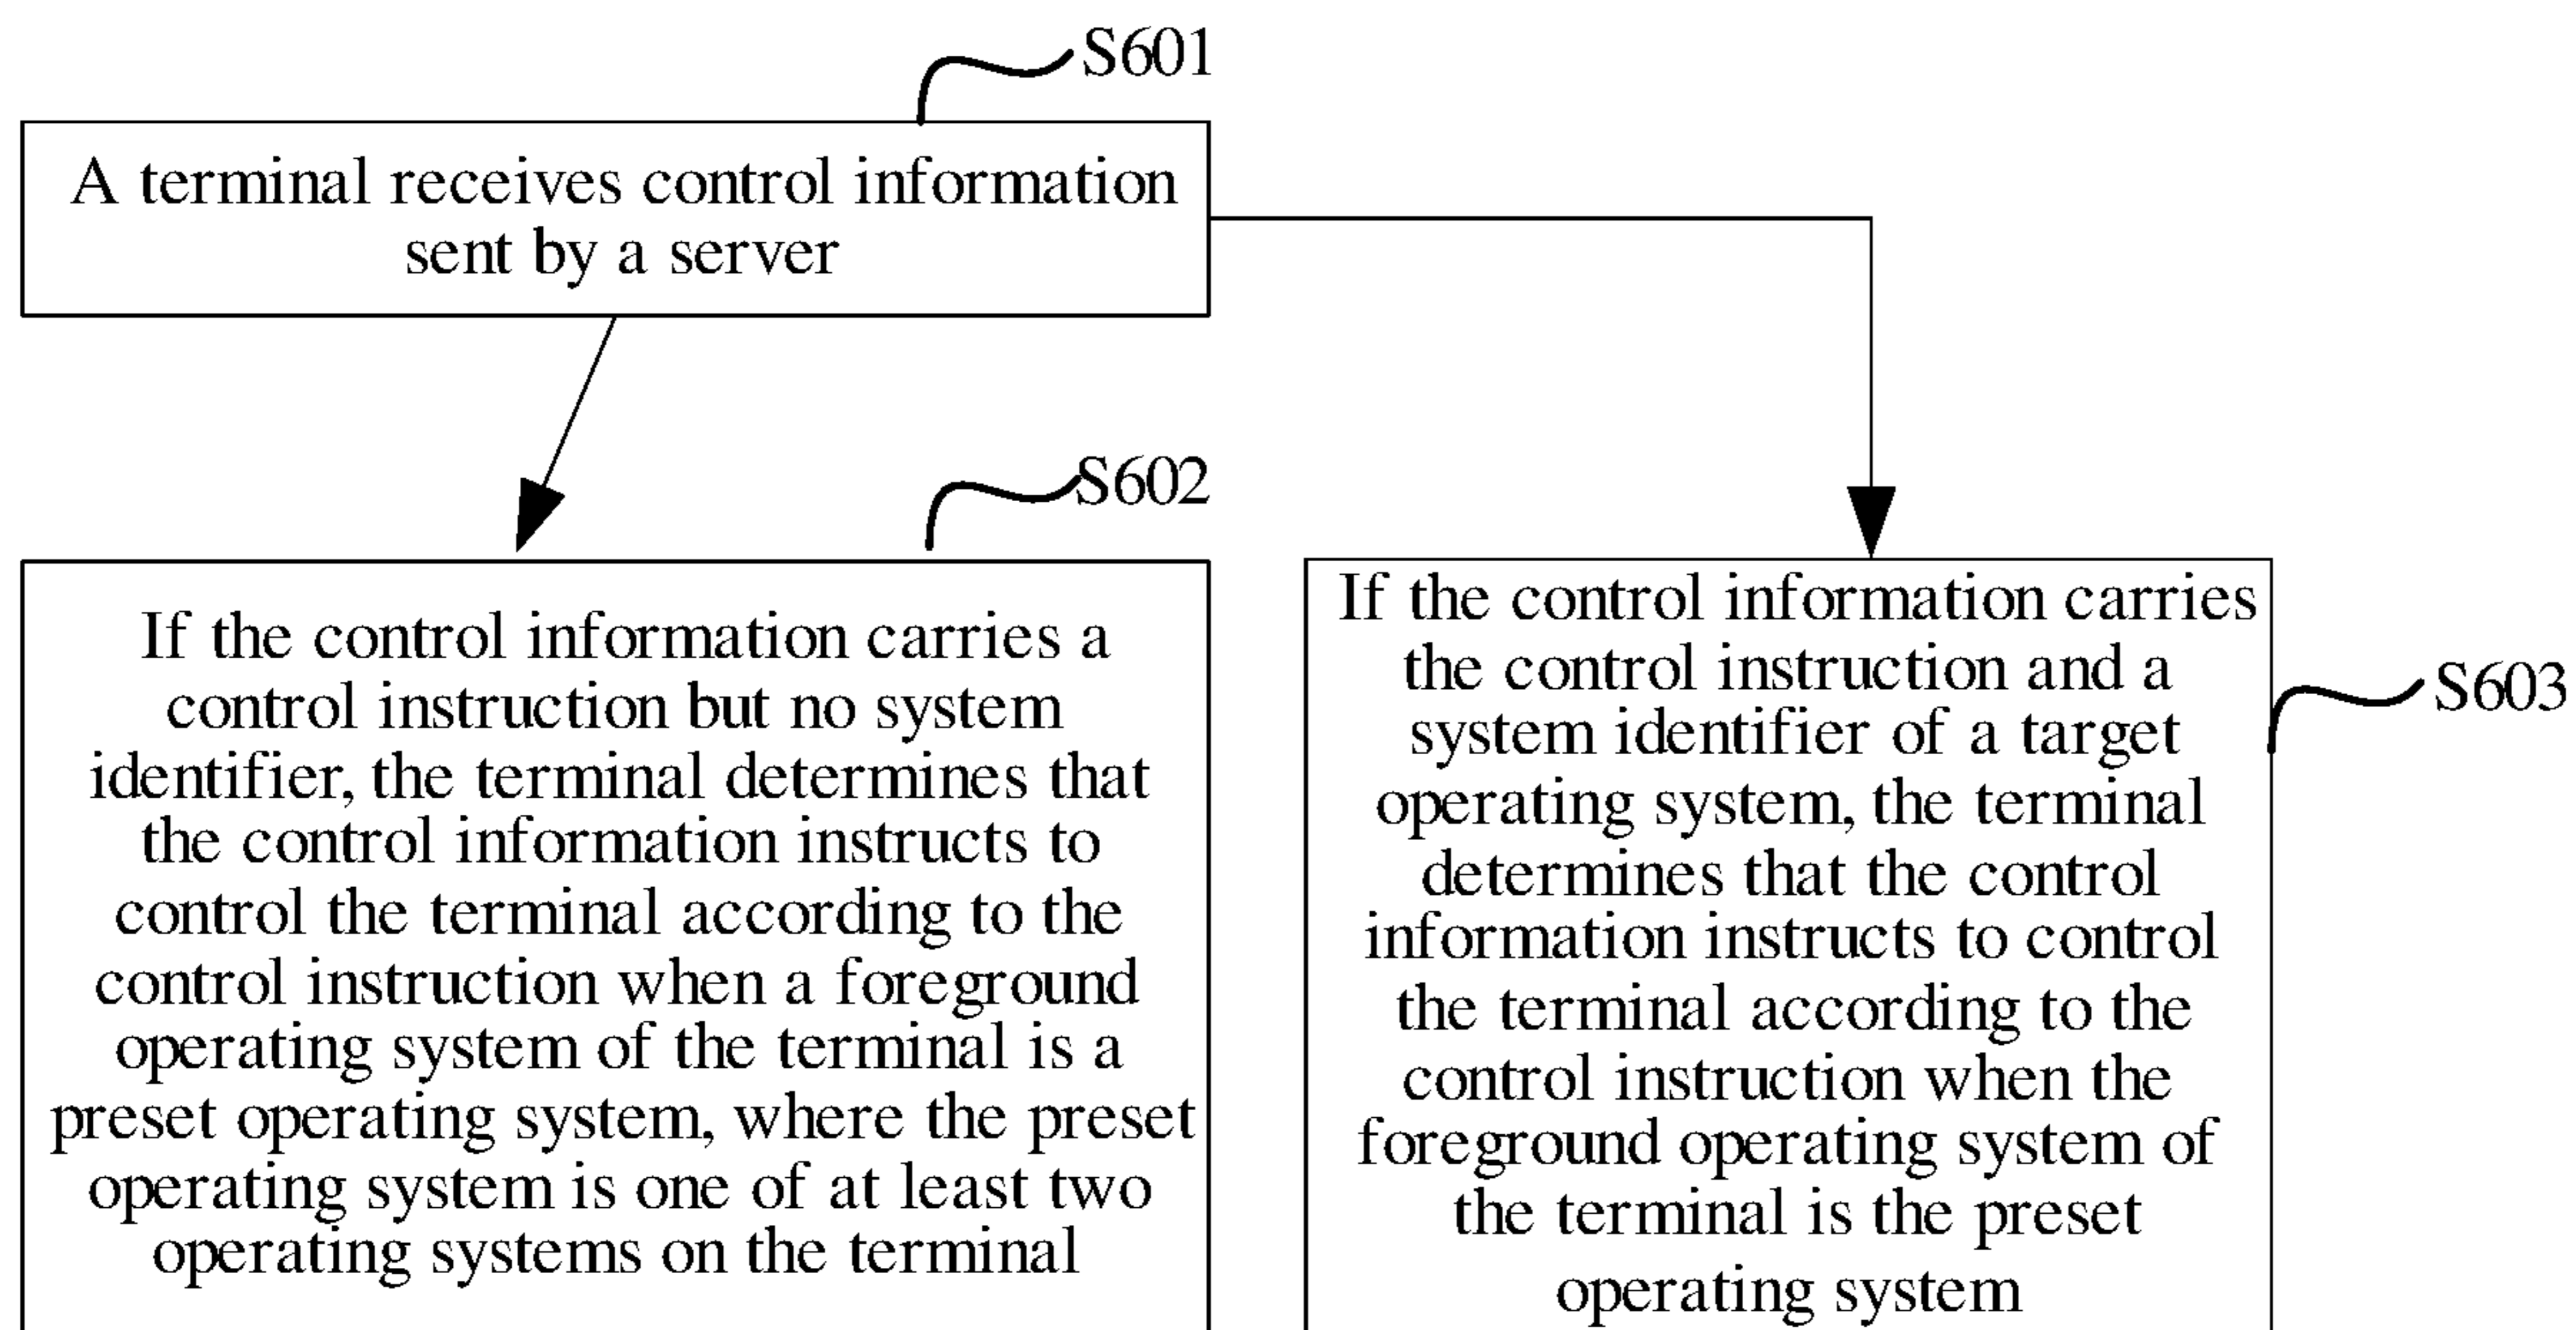 S601
A terminal receives control information
sent by a server
S602
If the control information carries a
control instruction but no system
identifier, the terminal determines that
the control information instructs to
control the terminal according to the
control instruction when a foreground
operating system of the terminal is a
preset operating system, where the preset
operating system is one of at least two
operating systems on the terminal
If the control information carries
the control instruction and a
system identifier of a target
operating system, the terminal
determines that the control
information instructs to control
the terminal according to the
control instruction when the
foreground operating system of
the terminal is the preset
operating system
S603